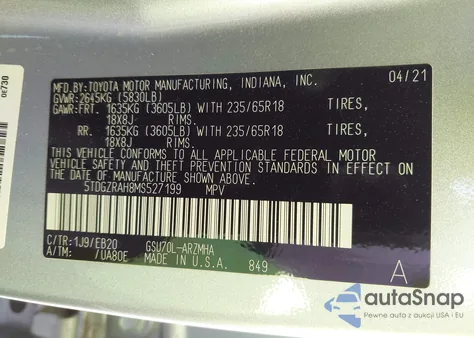 0E730
MFD.BY:TOYOTA MOTOR MANUFACTURING, INDIANA, INC. 04/21
GVWR:2645KG (5830LB)
GAWR:FRT. 1635KG (3605LB) WITH 235/65R18 TIRES,
18X8J RIMS.
RR. 1635KG (3605LB) WITH 235/65R18 TIRES,
18X8J RIMS.
THIS VEHICLE CONFORMS TO ALL APPLICABLE FEDERAL MOTOR
VEHICLE SAFETY AND THEFT PREVENTION STANDARDS IN EFFECT
ON THE DATE OF MANUFACTURE SHOWN ABOVE.
5TDGZRAH8MS527199 MPV
C/TR:1J9/EB20 GSU70L-ARZMHA
A/TM: /UA80E MADE IN U.S.A. 849 A
autoSnap
Pewne auta z aukcji USA i EU